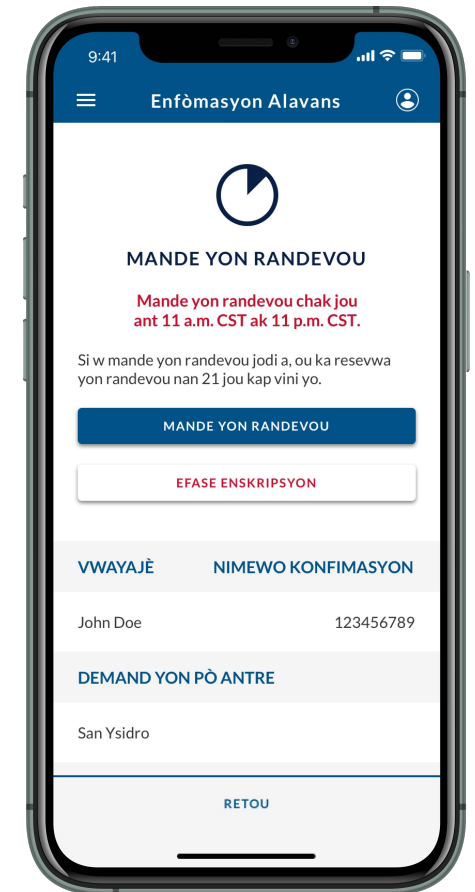 9:41
Enfòmasyon Alavans
MANDE YON RANDEVOU
Mande yon randevou chak jou
ant 11 a.m. CST ak 11 p.m. CST.
Si w mande yon randevou jodi a, ou ka resevwa
yon randevou nan 21 jou kap vini yo.
MANDE YON RANDEVOU
EFASE ENSKRIPSYON
VWAYAJÈ NIMEWO KONFIMASYON
John Doe 123456789
DEMAND YON PÒ ANTRE
San Ysidro
RETOU